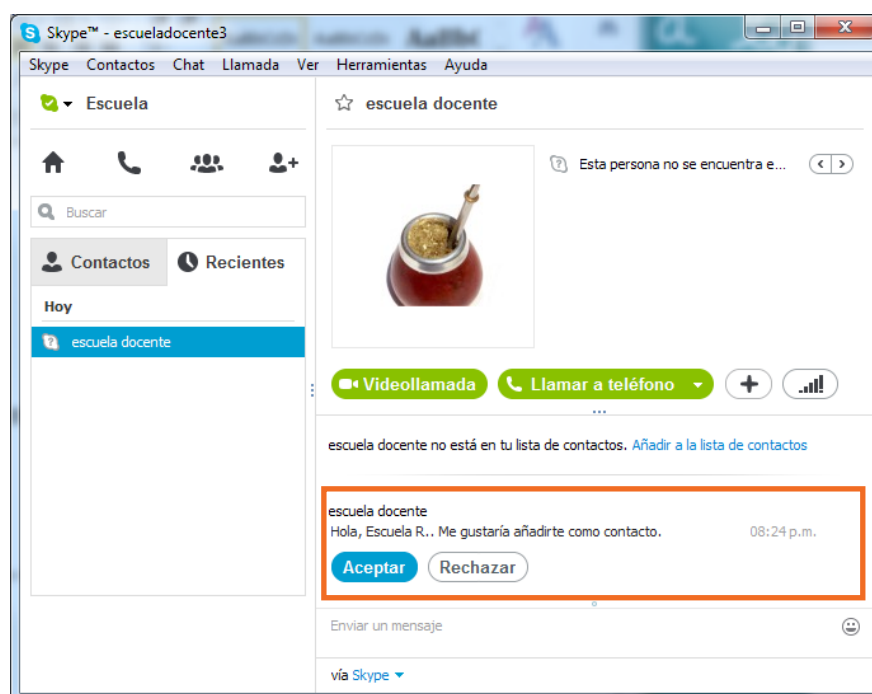 Skype™ - escueladocente3
Skype Contactos Chat Llamada Ver Herramientas Ayuda
Escuela
Buscar
Contactos Recientes
Hoy
escuela docente
escuela docente
Esta persona no se encuentra e...
Videollamada Llamar a teléfono
escuela docente no está en tu lista de contactos. Añadir a la lista de contactos
escuela docente
Hola, Escuela R.. Me gustaría añadirte como contacto. 08:24 p.m.
Aceptar Rechazar
Enviar un mensaje
vía Skype